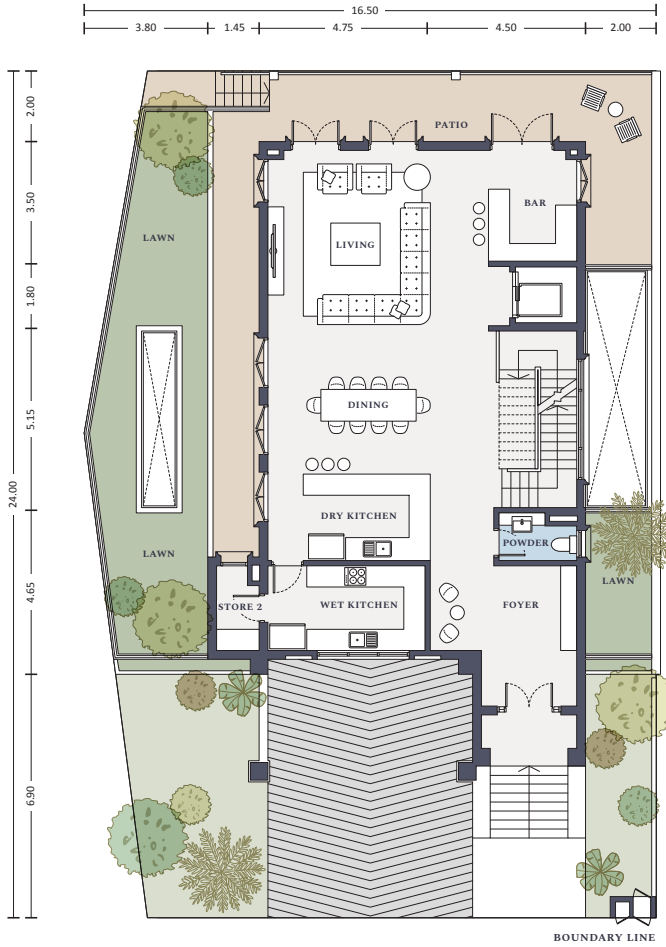 16.50
3.80
1.45
4.75
4.50
2.00
2.00
PATIO
3.50
BAR
LAWN
LIVING
1.80
5.15
DINING
24.00
DRY KITCHEN
POWDER
LAWN
LAWN
4.65
STORE 2
WET KITCHEN
FOYER
6.90
BOUNDARY LINE